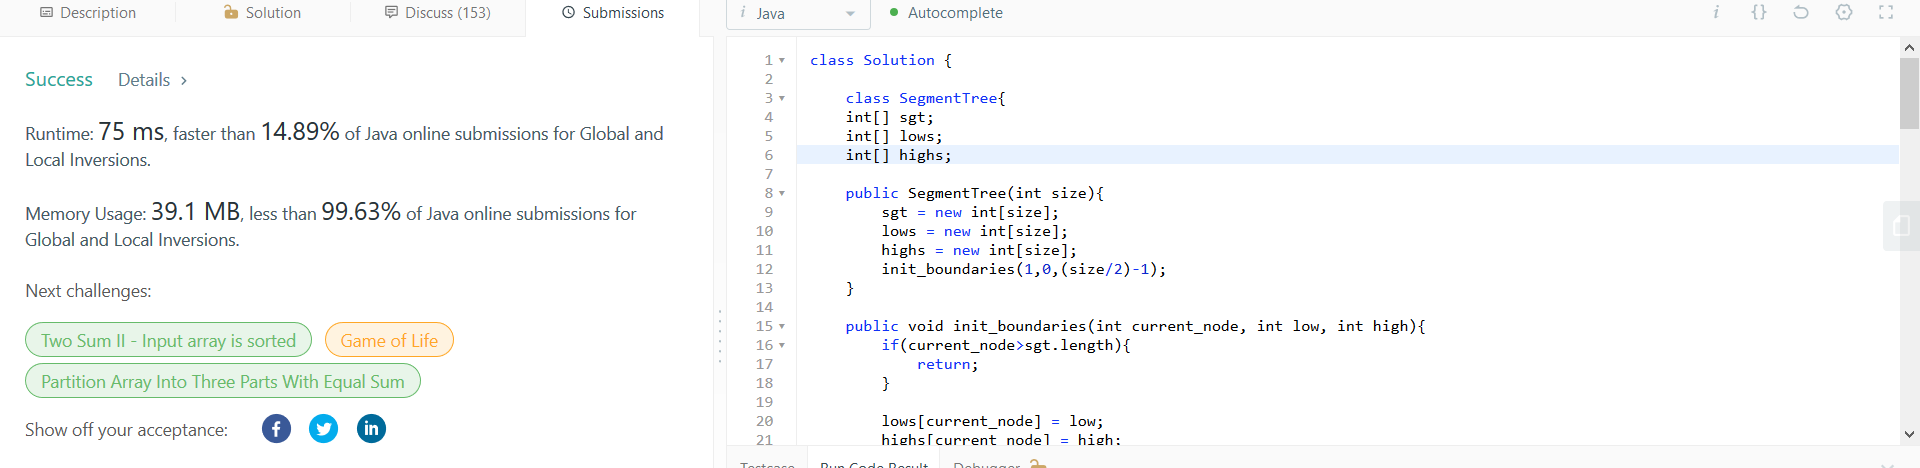 Description Solution Discuss (153) Submissions
Success Details >
Runtime: 75 ms, faster than 14.89% of Java online submissions for Global and
Local Inversions.
Memory Usage: 39.1 MB, less than 99.63% of Java online submissions for
Global and Local Inversions.
Next challenges:
Two Sum II - Input array is sorted Game of Life
Partition Array Into Three Parts With Equal Sum
Show off your acceptance: f in
i Java Autocomplete i {}
1 class Solution {
2
3 class SegmentTree{
4 int[] sgt;
5 int[] lows;
6 int[] highs;
7
8 public SegmentTree(int size){
9 sgt = new int[size];
10 lows = new int[size];
11 highs = new int[size];
12 init_boundaries(1,0,(size/2)-1);
13 }
14
15 public void init_boundaries(int current_node, int low, int high){
16 if(current_node>sgt.length){
17 return;
18 }
19
20 lows[current_node] = low;
21 highs[current_node] = high;
Testcase Run Code Result Debugger